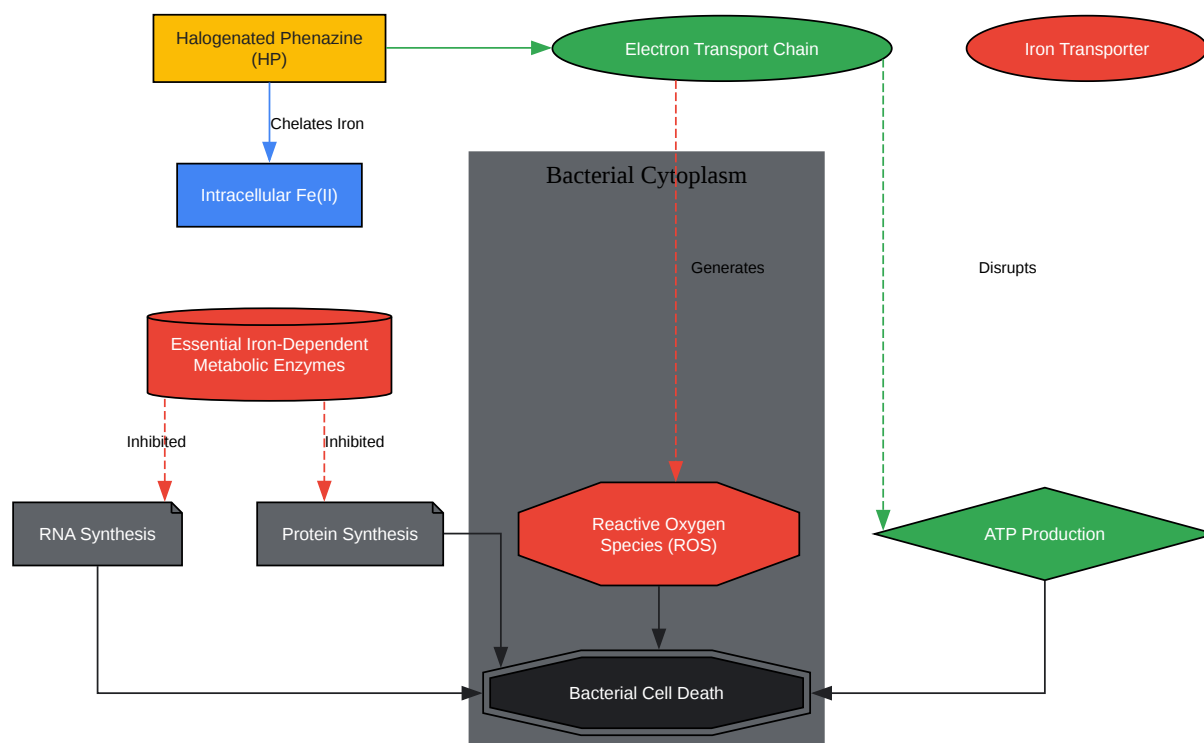 Halogenated Phenazine
(HP)
Electron Transport Chain
Iron Transporter
Chelates Iron
Bacterial Cytoplasm
Intracellular Fe(II)
Generates
Disrupts
Essential Iron-Dependent
Metabolic Enzymes
Inhibited
Inhibited
RNA Synthesis
Protein Synthesis
Reactive Oxygen
Species (ROS)
ATP Production
Bacterial Cell Death